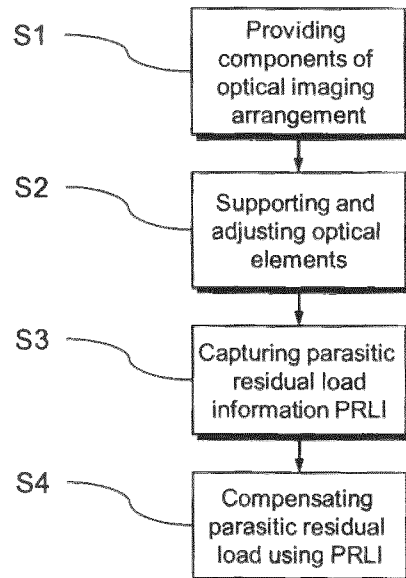 S1
Providing
components of
optical imaging
arrangement
S2
Supporting and
adjusting optical
elements
S3
Capturing parasitic
residual load
information PRLI
S4
Compensating
parasitic residual
load using PRLI